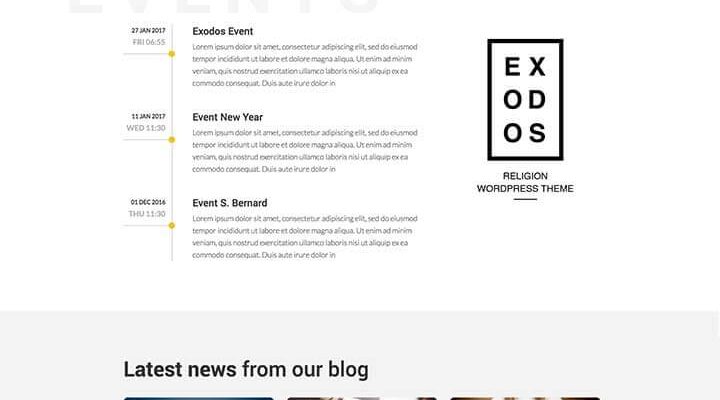 EVENTS
27 JAN 2017
FRI 06:55
Exodos Event
Lorem ipsum dolor sit amet, consectetur adipiscing elit, sed do eiusmod
tempor incididunt ut labore et dolore magna aliqua. Ut enim ad minim
veniam, quis nostrud exercitation ullamco laboris nisi ut aliquip ex ea
commodo consequat. Duis aute irure dolor in
11 JAN 2017
WED 11:30
Event New Year
Lorem ipsum dolor sit amet, consectetur adipiscing elit, sed do eiusmod
tempor incididunt ut labore et dolore magna aliqua. Ut enim ad minim
veniam, quis nostrud exercitation ullamco laboris nisi ut aliquip ex ea
commodo consequat. Duis aute irure dolor in
01 DEC 2016
THU 11:30
Event S. Bernard
Lorem ipsum dolor sit amet, consectetur adipiscing elit, sed do eiusmod
tempor incididunt ut labore et dolore magna aliqua. Ut enim ad minim
veniam, quis nostrud exercitation ullamco laboris nisi ut aliquip ex ea
commodo consequat. Duis aute irure dolor in
EX
OD
OS
RELIGION
WORDPRESS THEME
Latest news from our blog